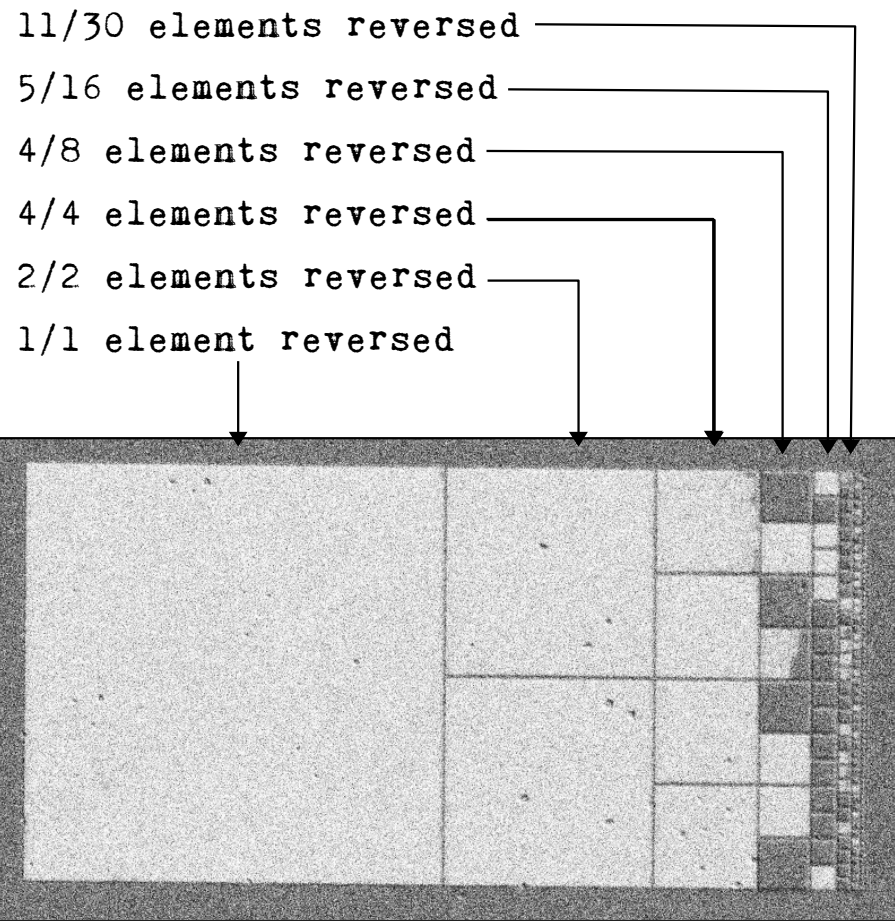 11/30 elements reversed
5/16 elements reversed
4/8 elements reversed
4/4 elements reversed
2/2 elements reversed
1/1 element reversed